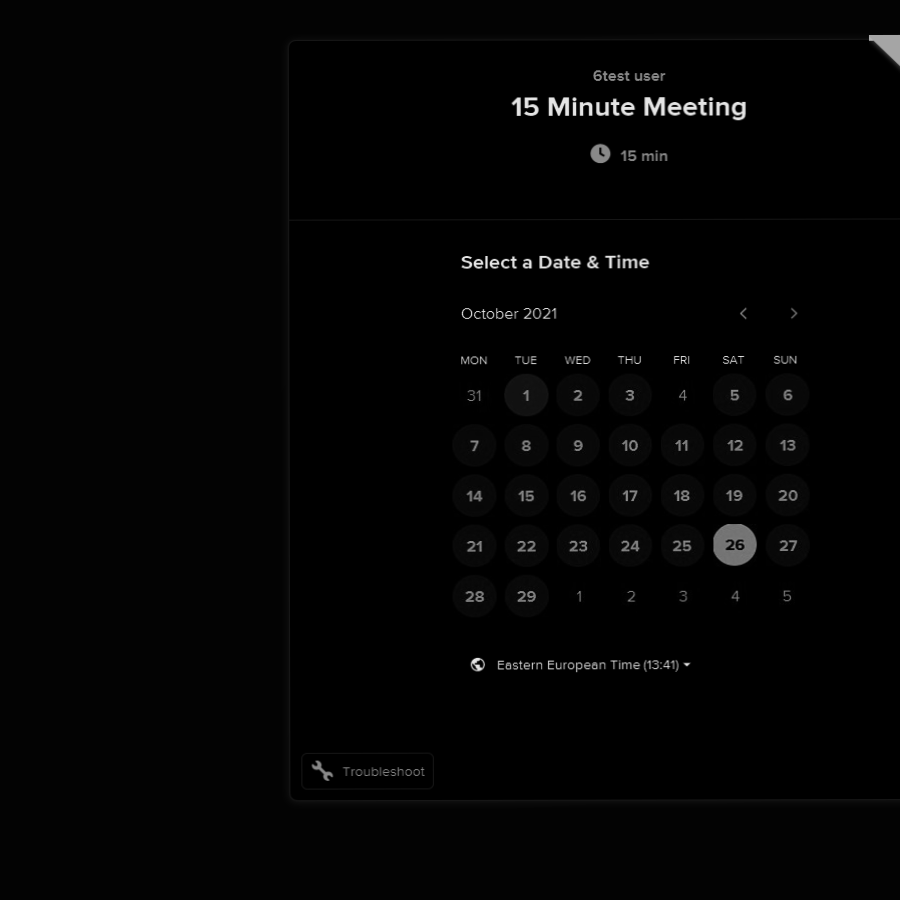 6test user
15 Minute Meeting
15 min
Select a Date & Time
October 2021
MON TUE WED THU FRI SAT SUN
31 1 2 3 4 5 6
7 8 9 10 11 12 13
14 15 16 17 18 19 20
21 22 23 24 25 26 27
28 29 1 2 3 4 5
Eastern European Time (13:41)
Troubleshoot